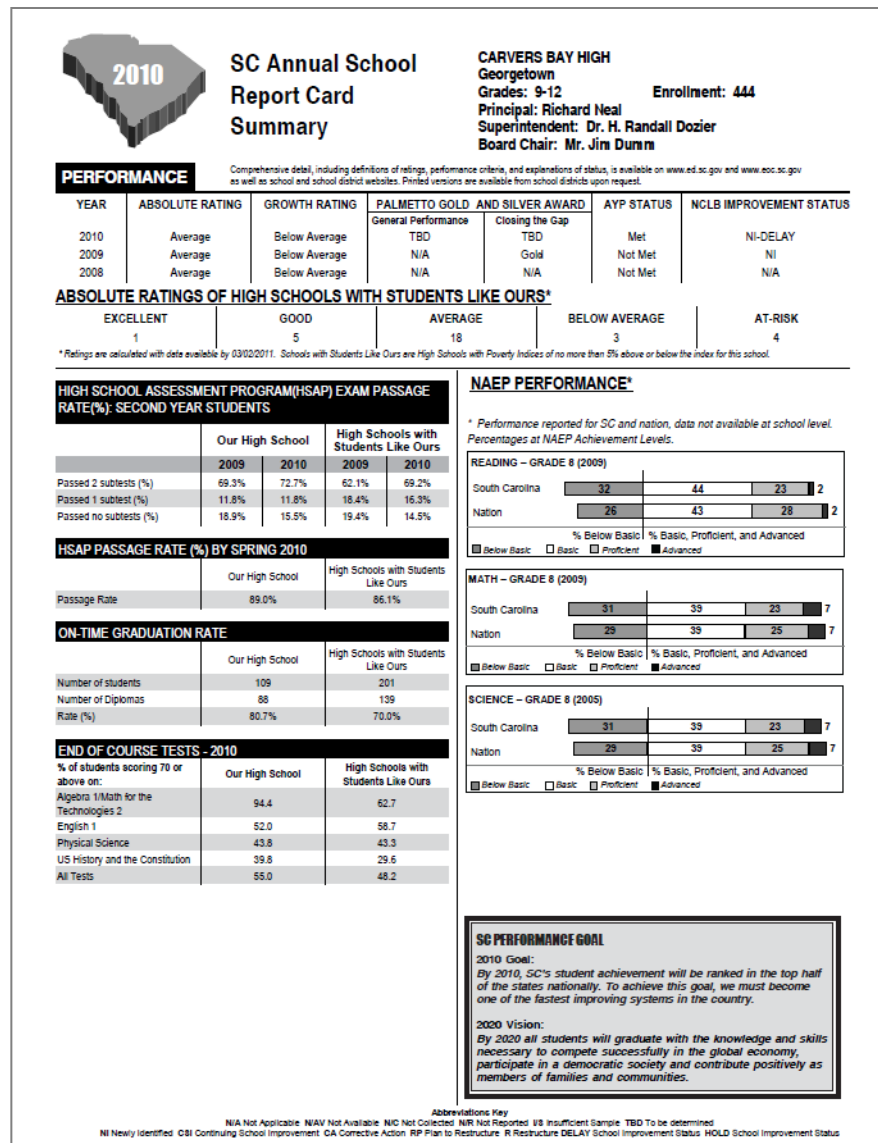 2010
SC Annual School
Report Card
Summary
CARVERS BAY HIGH
Georgetown
Grades: 9-12 Enrollment: 444
Principal: Richard Neal
Superintendent: Dr. H. Randall Dozier
Board Chair: Mr. Jim Dumm
PERFORMANCE
Comprehensive detail, including definitions of ratings, performance criteria, and explanations of status, is available on www.ed.sc.gov and www.eoc.sc.gov
as well as school and school district websites. Printed versions are available from school districts upon request.
YEAR ABSOLUTE RATING GROWTH RATING PALMETTO GOLD AND SILVER AWARD AYP STATUS NCLB IMPROVEMENT STATUS
General Performance Closing the Gap
2010 Average Below Average TBD TBD Met NI-DELAY
2009 Average Below Average N/A Gold Not Met NI
2008 Average Below Average N/A N/A Not Met N/A
ABSOLUTE RATINGS OF HIGH SCHOOLS WITH STUDENTS LIKE OURS*
EXCELLENT GOOD AVERAGE BELOW AVERAGE AT-RISK
1 5 18 3 4
* Ratings are calculated with data available by 03/02/2011. Schools with Students Like Ours are High Schools with Poverty Indices of no more than 5% above or below the index for this school.
HIGH SCHOOL ASSESSMENT PROGRAM(HSAP) EXAM PASSAGE
RATE(%): SECOND YEAR STUDENTS
Our High School High Schools with
Students Like Ours
2009 2010 2009 2010
Passed 2 subtests (%) 69.3% 72.7% 62.1% 69.2%
Passed 1 subtest (%) 11.8% 11.8% 18.4% 16.3%
Passed no subtests (%) 18.9% 15.5% 19.4% 14.5%
HSAP PASSAGE RATE (%) BY SPRING 2010
Our High School High Schools with Students
Like Ours
Passage Rate 89.0% 86.1%
ON-TIME GRADUATION RATE
Our High School High Schools with Students
Like Ours
Number of students 109 201
Number of Diplomas 88 139
Rate (%) 80.7% 70.0%
END OF COURSE TESTS - 2010
% of students scoring 70 or
above on:
Our High School High Schools with
Students Like Ours
Algebra 1/Math for the
Technologies 2 94.4 62.7
English 1 52.0 58.7
Physical Science 43.8 43.3
US History and the Constitution 39.8 29.6
All Tests 55.0 48.2
NAEP PERFORMANCE*
* Performance reported for SC and nation, data not available at school level.
Percentages at NAEP Achievement Levels.
READING – GRADE 8 (2009)
South Carolina 32 44 23 2
Nation 26 43 28 2
% Below Basic % Basic, Proficient, and Advanced
Below Basic Basic Proficient Advanced
MATH – GRADE 8 (2009)
South Carolina 31 39 23 7
Nation 29 39 25 7
% Below Basic % Basic, Proficient, and Advanced
Below Basic Basic Proficient Advanced
SCIENCE – GRADE 8 (2005)
South Carolina 31 39 23 7
Nation 29 39 25 7
% Below Basic % Basic, Proficient, and Advanced
Below Basic Basic Proficient Advanced
SC PERFORMANCE GOAL
2010 Goal:
By 2010, SC's student achievement will be ranked in the top half
of the states nationally. To achieve this goal, we must become
one of the fastest improving systems in the country.
2020 Vision:
By 2020 all students will graduate with the knowledge and skills
necessary to compete successfully in the global economy,
participate in a democratic society and contribute positively as
members of families and communities.
Abbreviations Key
N/A Not Applicable N/AV Not Available N/C Not Collected N/R Not Reported I/S Insufficient Sample TBD To be determined
NI Newly Identified CSI Continuing School Improvement CA Corrective Action RP Plan to Restructure R Restructure DELAY School Improvement Status HOLD School Improvement Status